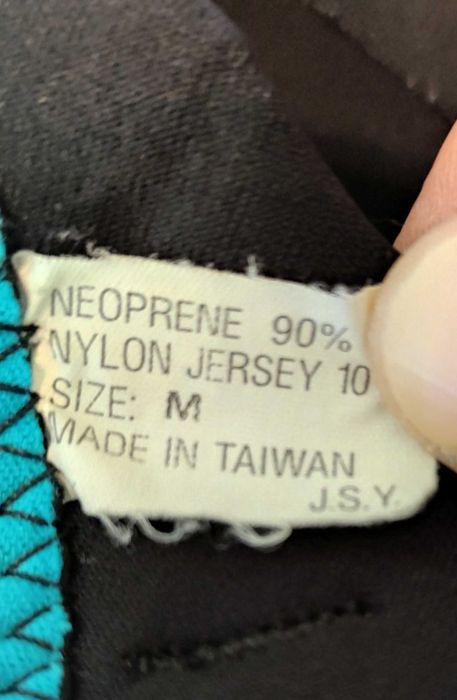 NEOPRENE 90%
NYLON JERSEY 10
SIZE: M
MADE IN TAIWAN
J.S.Y.